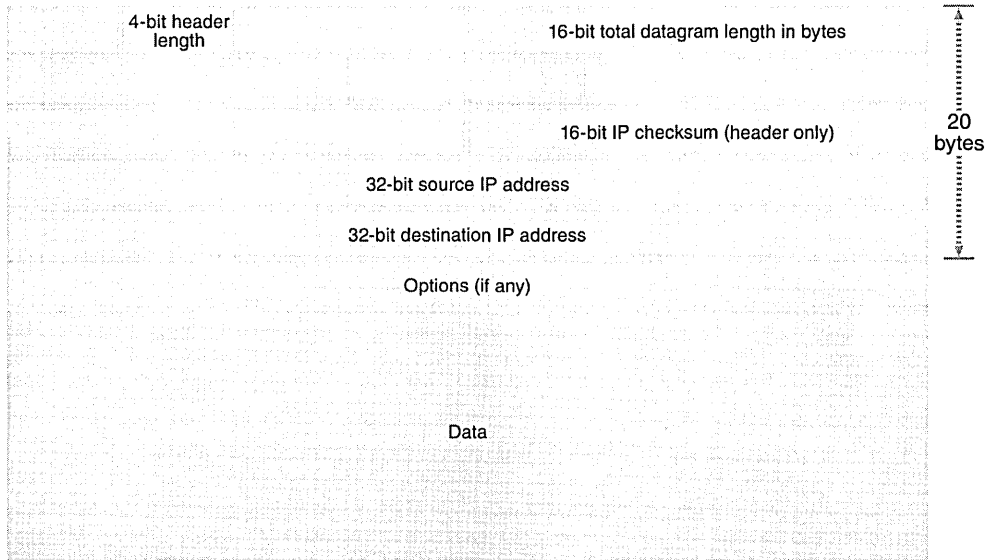 4-bit header
length
16-bit total datagram length in bytes
16-bit IP checksum (header only)
20
bytes
32-bit source IP address
32-bit destination IP address
Options (if any)
Data